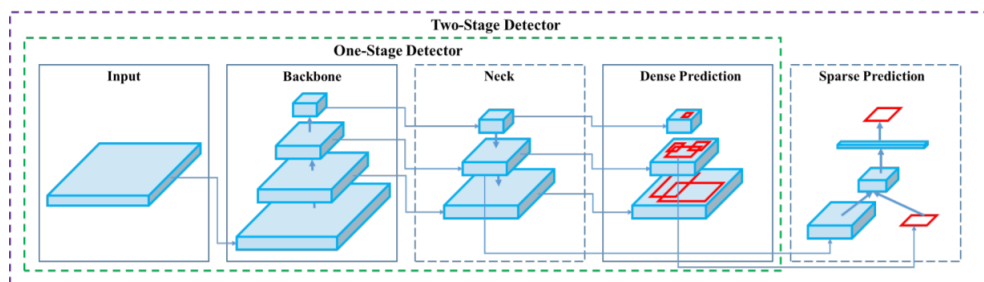 Two-Stage Detector
One-Stage Detector
Input
Backbone
Neck
Dense Prediction
Sparse Prediction